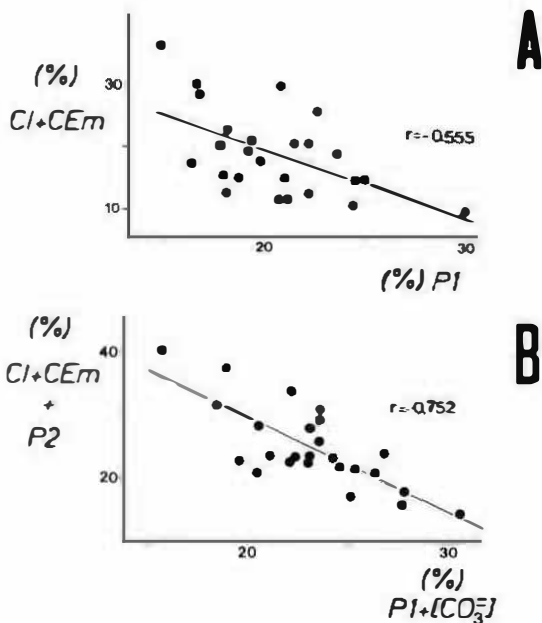 A
(%)
Cl+CEm
30
10
r=-0.555
20
30
(%) P1
B
(%)
Cl+CEm
+
P2
40
20
r=-0.752
20
30
(%)
P1+[CO₃⁼]